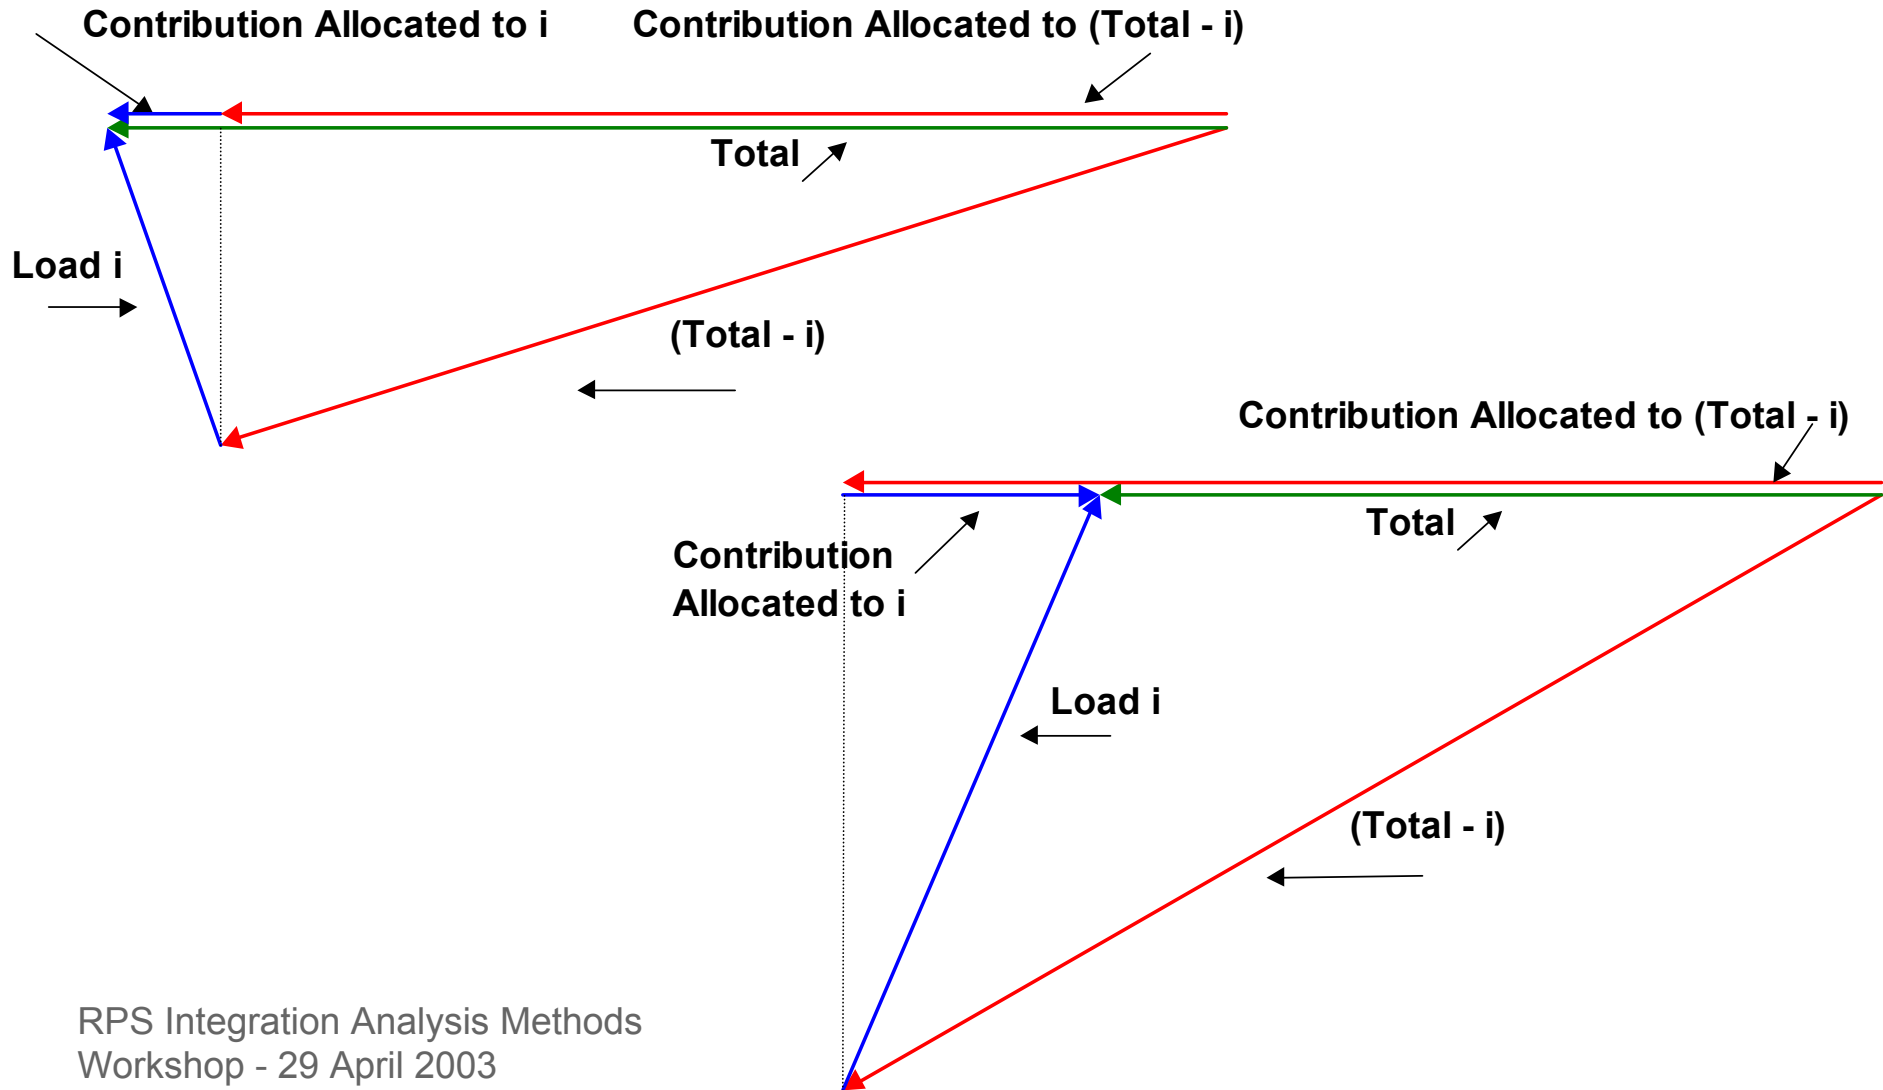 Contribution Allocated to i
Contribution Allocated to (Total - i)
Total
Load i
(Total - i)
Contribution Allocated to (Total - i)
Total
Contribution
Allocated to i
Load i
(Total - i)
RPS Integration Analysis Methods
Workshop - 29 April 2003